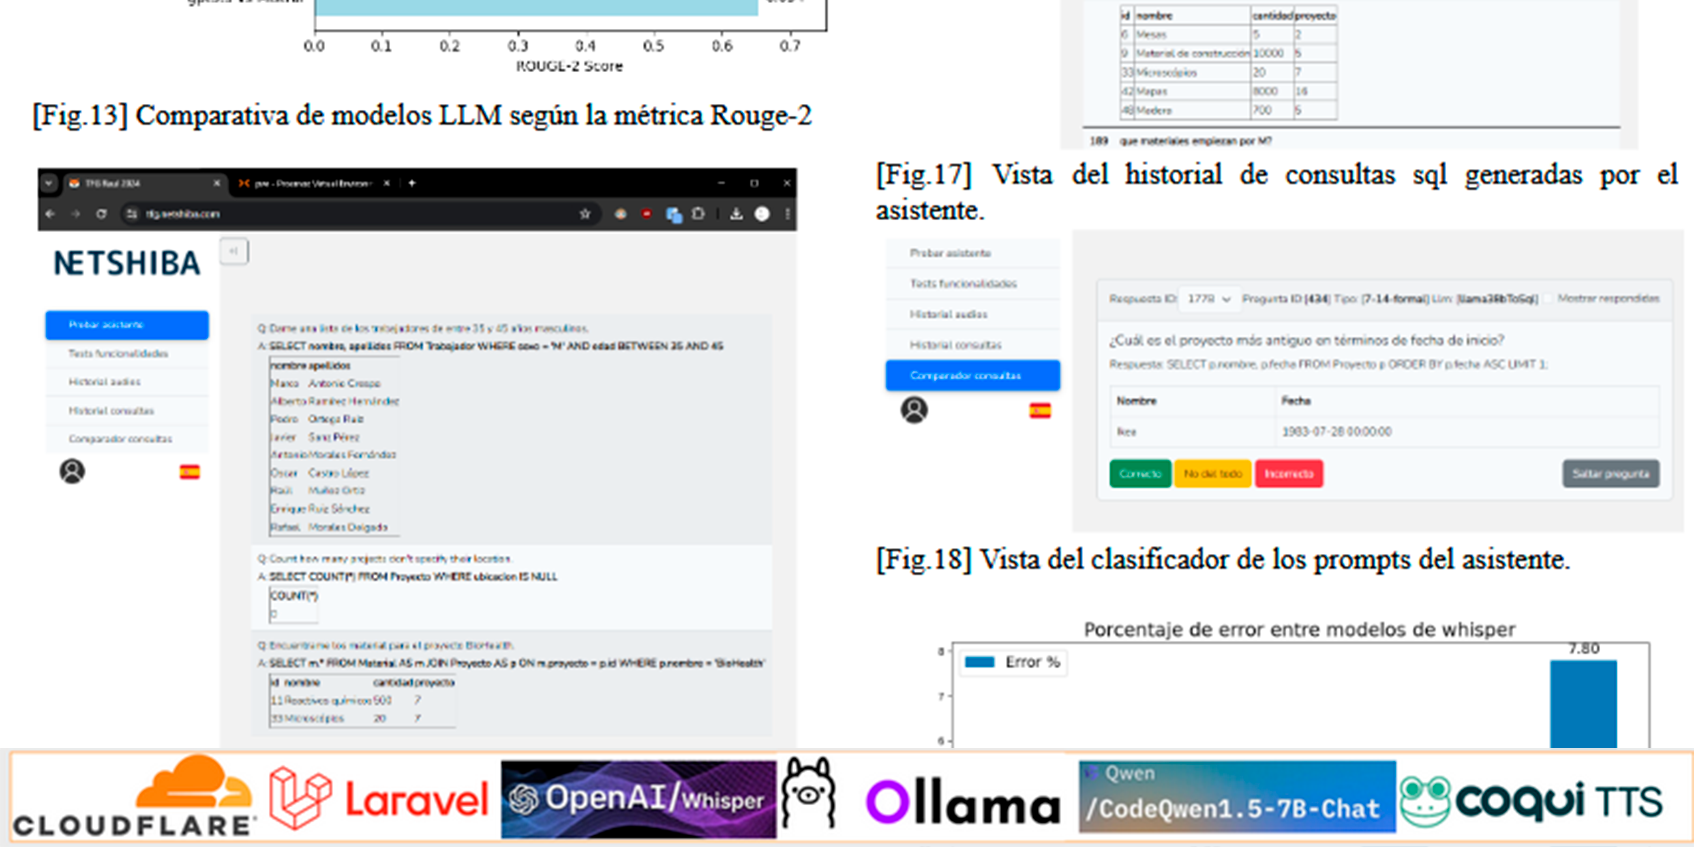 0.0 0.1 0.2 0.3 0.4 0.5 0.6 0.7
ROUGE-2 Score
[Fig.13] Comparativa de modelos LLM según la métrica Rouge-2
TFG Raul 2024
tfg.netshiba.com
NETSHIBA
Probar asistente
Tests funcionalidades
Historial audios
Historial consultas
Comparador consultas
Q: Dame una lista de los trabajadores de entre 35 y 45 años masculinos.
A: SELECT nombre, apellidos FROM Trabajador WHERE sexo = 'M' AND edad BETWEEN 35 AND 45
nombre apellidos
Marco Antonio Crespo
Alberto Ramírez Hernández
Pedro Ortega Ruiz
Javier Sanz Pérez
Antonio Morales Fernández
Oscar Castro López
Raúl Muñoz Ortiz
Enrique Ruiz Sánchez
Rafael Morales Delgado
Q: Count how many projects don't specify their location.
A: SELECT COUNT(*) FROM Proyecto WHERE ubicacion IS NULL
COUNT(*)
0
Q: Encuentrame los material para el proyecto BioHealth.
A: SELECT m.* FROM Material AS m JOIN Proyecto AS p ON m.proyecto = p.id WHERE p.nombre = 'BioHealth'
id nombre cantidad proyecto
11 Reactivos químicos 500 7
33 Microscópios 20 7
id nombre cantidad proyecto
6 Mesas 5 2
9 Material de construcción 10000 5
33 Microscópios 20 7
42 Mapas 8000 16
48 Madera 700 5
189 que materiales empiezan por M?
[Fig.17] Vista del historial de consultas sql generadas por el
asistente.
Probar asistente
Tests funcionalidades
Historial audios
Historial consultas
Comparador consultas
Respuesta ID: 1778 Pregunta ID:[434] Tipo: [7-14-formal] Llm: [llama38bToSql] Mostrar respondidas
¿Cuál es el proyecto más antiguo en términos de fecha de inicio?
Respuesta: SELECT p.nombre, p.fecha FROM Proyecto p ORDER BY p.fecha ASC LIMIT 1;
Nombre Fecha
Ikea 1983-07-28 00:00:00
Correcto No del todo Incorrecto Saltar pregunta
[Fig.18] Vista del clasificador de los prompts del asistente.
Porcentaje de error entre modelos de whisper
7.80
Error %
8
7
6
CLOUDFLARE
Laravel
OpenAI/Whisper
Ollama
Qwen
/CodeQwen1.5-7B-Chat
coqui TTS